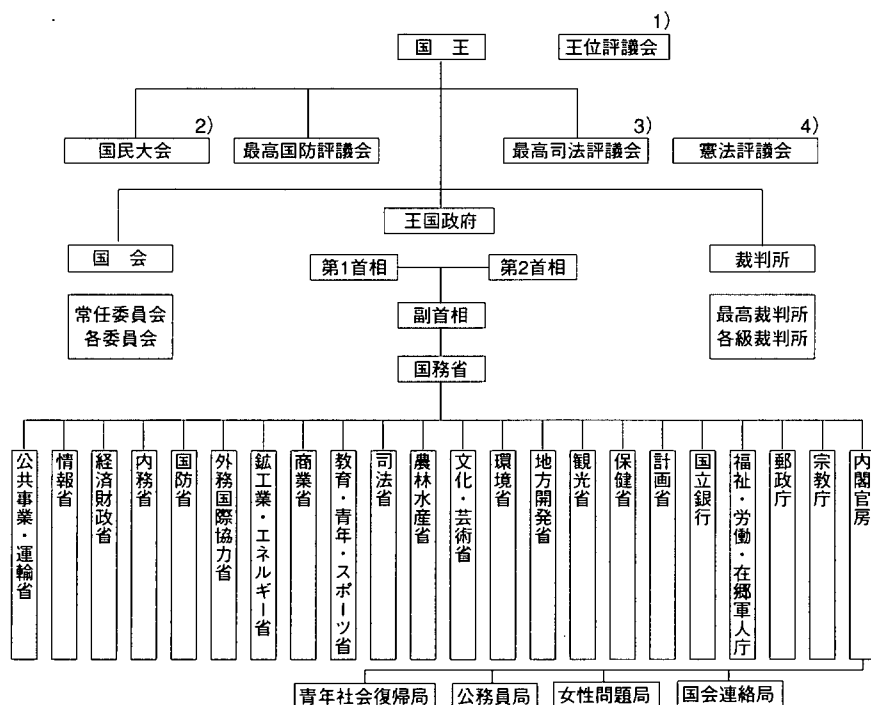 1)
国　王
王位評議会
2)
3)
4)
国民大会
最高国防評議会
最高司法評議会
憲法評議会
王国政府
国　会
第1首相
第2首相
裁判所
常任委員会
各委員会
副首相
最高裁判所
各級裁判所
国務省
公共事業・運輸省
情報省
経済財政省
内務省
国防省
外務国際協力省
鉱工業・エネルギー省
商業省
教育・青年・スポーツ省
司法省
農林水産省
文化・芸術省
環境省
地方開発省
観光省
保健省
計画省
国立銀行
福祉・労働・在郷軍人庁
郵政庁
宗教庁
内閣官房
青年社会復帰局
公務員局
女性問題局
国会連絡局